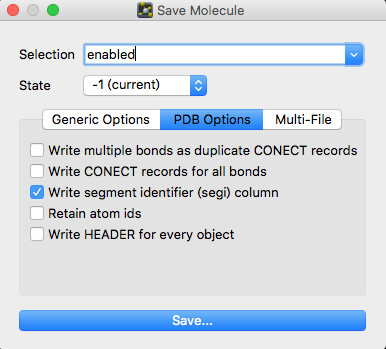 Save Molecule
Selection enabled
State -1 (current)
Generic Options PDB Options Multi-File
Write multiple bonds as duplicate CONECT records
Write CONECT records for all bonds
Write segment identifier (segi) column
Retain atom ids
Write HEADER for every object
Save...